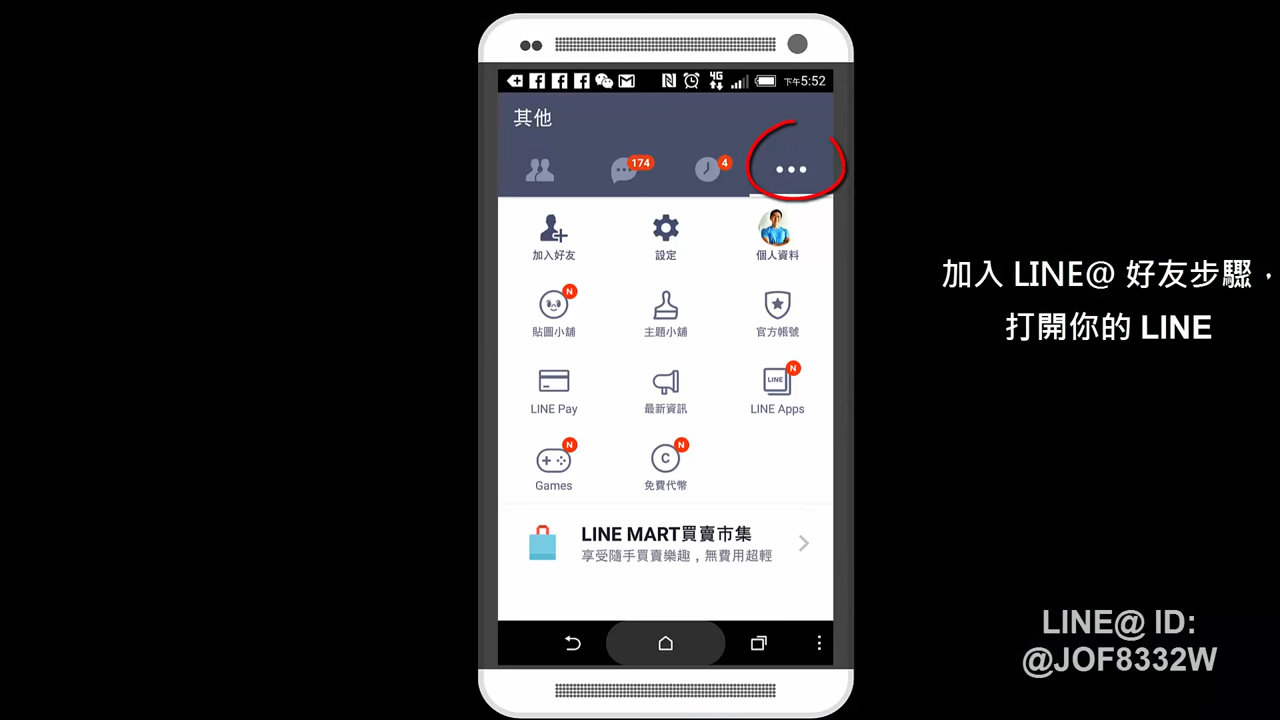 下午5:52
其他
174
4
加入好友
設定
個人資料
N
貼圖小舖
主題小舖
官方帳號
N
LINE
LINE Pay
最新資訊
LINE Apps
N
N
C
Games
免費代幣
LINE MART買賣市集
享受隨手買賣樂趣，無費用超輕
加入 LINE@ 好友步驟，
打開你的 LINE
LINE@ ID:
@JOF8332W